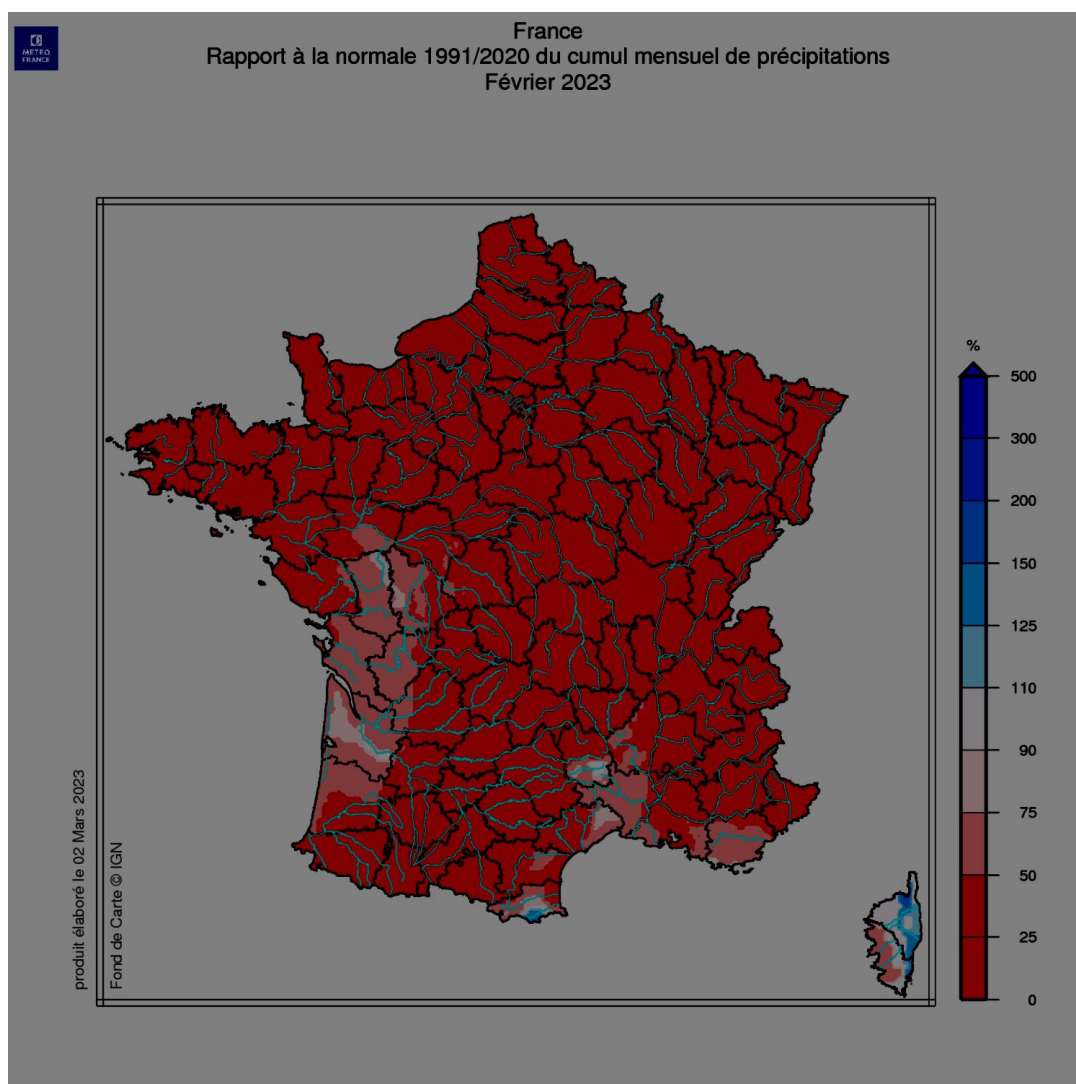 METEO
FRANCE
France
Rapport à la normale 1991/2020 du cumul mensuel de précipitations
Février 2023
%
500
300
200
150
125
110
90
75
50
25
0
produit élaboré le 02 Mars 2023
Fond de Carte © IGN